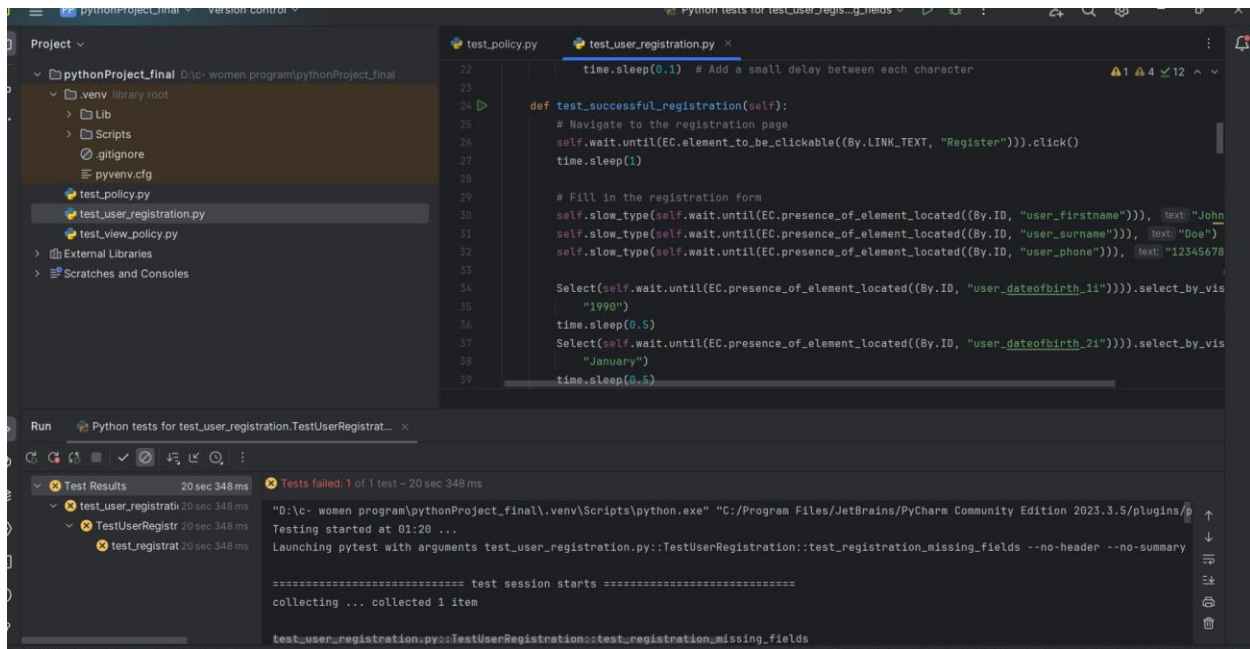 PP pythonProject_final Version control
Python tests for test_user_regis...g_fields
Project
pythonProject_final D:\c- women program\pythonProject_final
.venv library root
Lib
Scripts
.gitignore
pyvenv.cfg
test_policy.py
test_user_registration.py
test_view_policy.py
External Libraries
Scratches and Consoles
test_policy.py test_user_registration.py
1 4 12
22 time.sleep(0.1) # Add a small delay between each character
23
24 def test_successful_registration(self):
25 # Navigate to the registration page
26 self.wait.until(EC.element_to_be_clickable((By.LINK_TEXT, "Register"))).click()
27 time.sleep(1)
28
29 # Fill in the registration form
30 self.slow_type(self.wait.until(EC.presence_of_element_located((By.ID, "user_firstname"))), text: "John
31 self.slow_type(self.wait.until(EC.presence_of_element_located((By.ID, "user_surname"))), text: "Doe")
32 self.slow_type(self.wait.until(EC.presence_of_element_located((By.ID, "user_phone"))), text: "12345678
33
34 Select(self.wait.until(EC.presence_of_element_located((By.ID, "user_dateofbirth_1i")))).select_by_vis
35 "1990")
36 time.sleep(0.5)
37 Select(self.wait.until(EC.presence_of_element_located((By.ID, "user_dateofbirth_2i")))).select_by_vis
38 "January")
39 time.sleep(0.5)
Run Python tests for test_user_registration.TestUserRegistrat...
Test Results 20 sec 348 ms
test_user_registrati 20 sec 348 ms
TestUserRegistr 20 sec 348 ms
test_registrat 20 sec 348 ms
Tests failed: 1 of 1 test – 20 sec 348 ms
"D:\c- women program\pythonProject_final\.venv\Scripts\python.exe" "C:/Program Files/JetBrains/PyCharm Community Edition 2023.3.5/plugins/p
Testing started at 01:20 ...
Launching pytest with arguments test_user_registration.py::TestUserRegistration::test_registration_missing_fields --no-header --no-summary
============================= test session starts =============================
collecting ... collected 1 item
test_user_registration.py::TestUserRegistration::test_registration_missing_fields